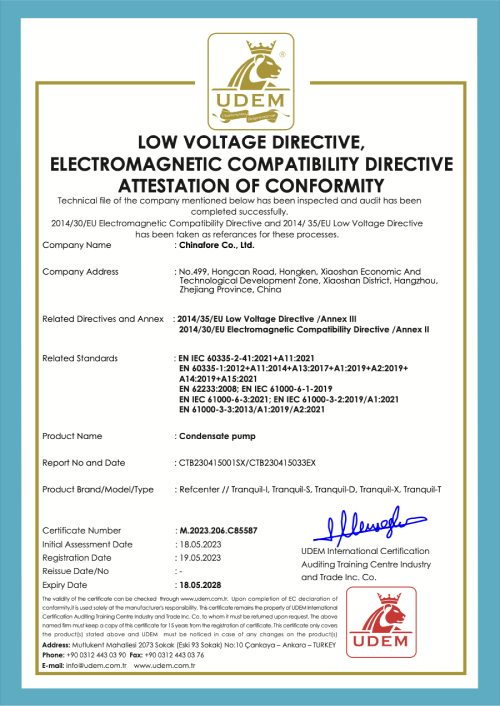 UDEM
®
LOW VOLTAGE DIRECTIVE,
ELECTROMAGNETIC COMPATIBILITY DIRECTIVE
ATTESTATION OF CONFORMITY
Technical file of the company mentioned below has been inspected and audit has been
completed successfully.
2014/30/EU Electromagnetic Compatibility Directive and 2014/ 35/EU Low Voltage Directive
has been taken as referances for these processes.
Company Name : Chinafore Co., Ltd.
Company Address : No.499, Hongcan Road, Hongken, Xiaoshan Economic And
Technological Development Zone, Xiaoshan District, Hangzhou,
Zhejiang Province, China
Related Directives and Annex : 2014/35/EU Low Voltage Directive /Annex III
2014/30/EU Electromagnetic Compatibility Directive /Annex II
Related Standards : EN IEC 60335-2-41:2021+A11:2021
EN 60335-1:2012+A11:2014+A13:2017+A1:2019+A2:2019+
A14:2019+A15:2021
EN 62233:2008; EN IEC 61000-6-1-2019
EN IEC 61000-6-3:2021; EN IEC 61000-3-2:2019/A1:2021
EN 61000-3-3:2013/A1:2019/A2:2021
Product Name : Condensate pump
Report No and Date : CTB230415001SX/CTB230415033EX
Product Brand/Model/Type : Refcenter // Tranquil-I, Tranquil-S, Tranquil-D, Tranquil-X, Tranquil-T
Certificate Number : M.2023.206.C85587
Initial Assessment Date : 18.05.2023
Registration Date : 19.05.2023
Reissue Date/No : -
Expiry Date : 18.05.2028
UDEM International Certification
Auditing Training Centre Industry
and Trade Inc. Co.
The validity of the certificate can be checked through www.udem.com.tr. Upon completion of EC declaration of
conformity,it is used solely at the manufacturer's responsibility. This certificate remains the property of UDEM International
Certification Auditing Training Centre Industry and Trade Inc. Co. to whom it must be returned upon request. The above
named firm must keep a copy of this certificate for 15 years from the registration of certificate. This certificate only covers
the product(s) stated above and UDEM must be noticed in case of any changes on the product(s)
Address: Mutlukent Mahallesi 2073 Sokak (Eski 93 Sokak) No:10 Çankaya – Ankara – TURKEY
Phone: +90 0312 443 03 90 Fax: +90 0312 443 03 76
E-mail: info@udem.com.tr www.udem.com.tr
UDEM